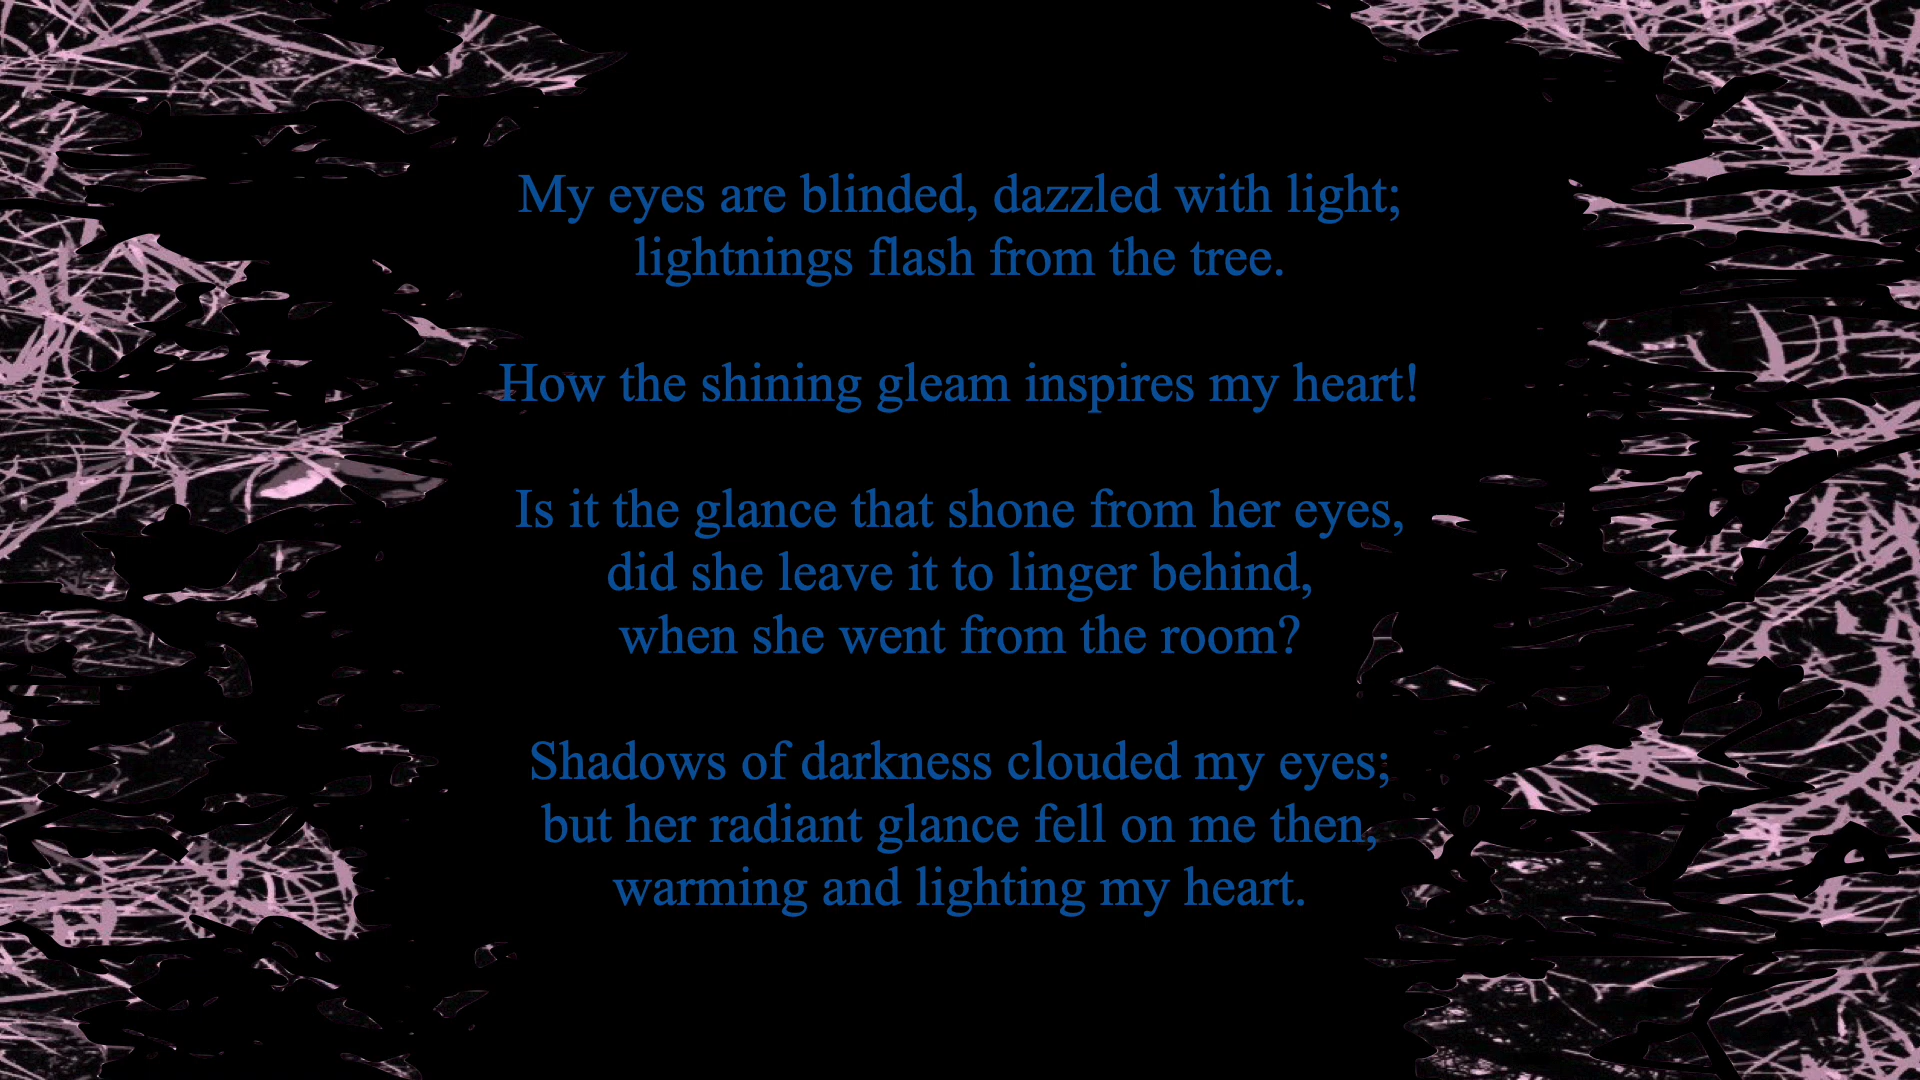 My eyes are blinded, dazzled with light;
lightnings flash from the tree.
How the shining gleam inspires my heart!
Is it the glance that shone from her eyes,
did she leave it to linger behind,
when she went from the room?
Shadows of darkness clouded my eyes;
but her radiant glance fell on me then,
warming and lighting my heart.